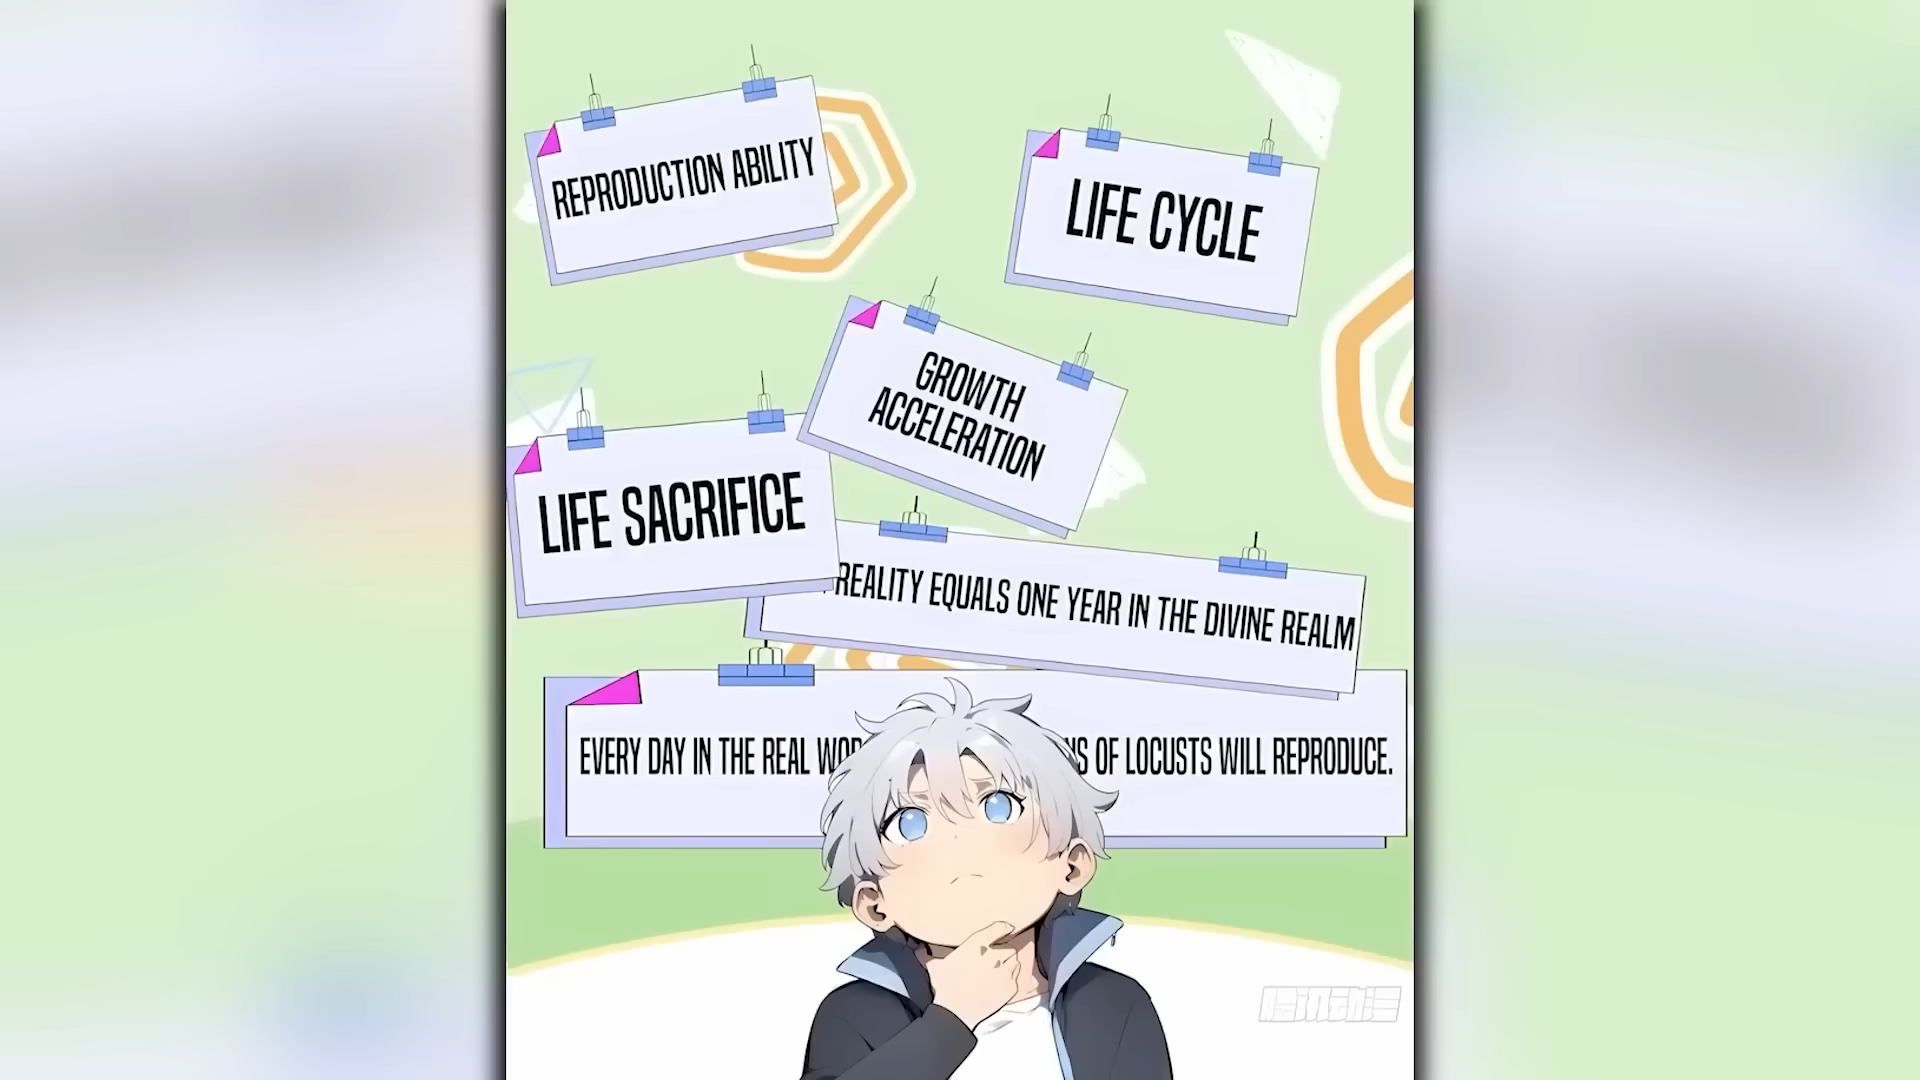 REPRODUCTION ABILITY
LIFE CYCLE
GROWTH
ACCELERATION
LIFE SACRIFICE
REALITY EQUALS ONE YEAR IN THE DIVINE REALM
EVERY DAY IN THE REAL OF LOCUSTS WILL REPRODUCE.